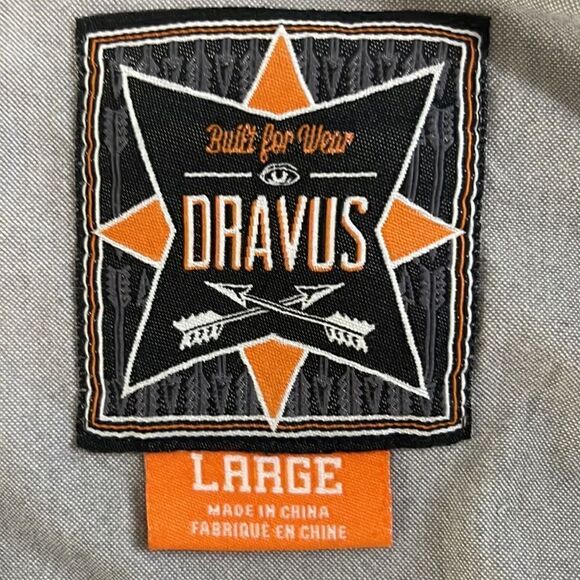 Built for Wear
DRAVUS
LARGE
MADE IN CHINA
FABRIQUÉ EN CHINE